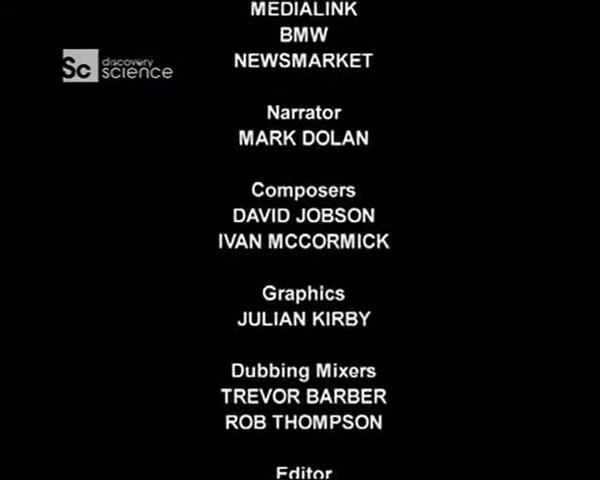 MEDIALINK
BMW
NEWSMARKET
Sc discovery
science
Narrator
MARK DOLAN
Composers
DAVID JOBSON
IVAN MCCORMICK
Graphics
JULIAN KIRBY
Dubbing Mixers
TREVOR BARBER
ROB THOMPSON
Editor